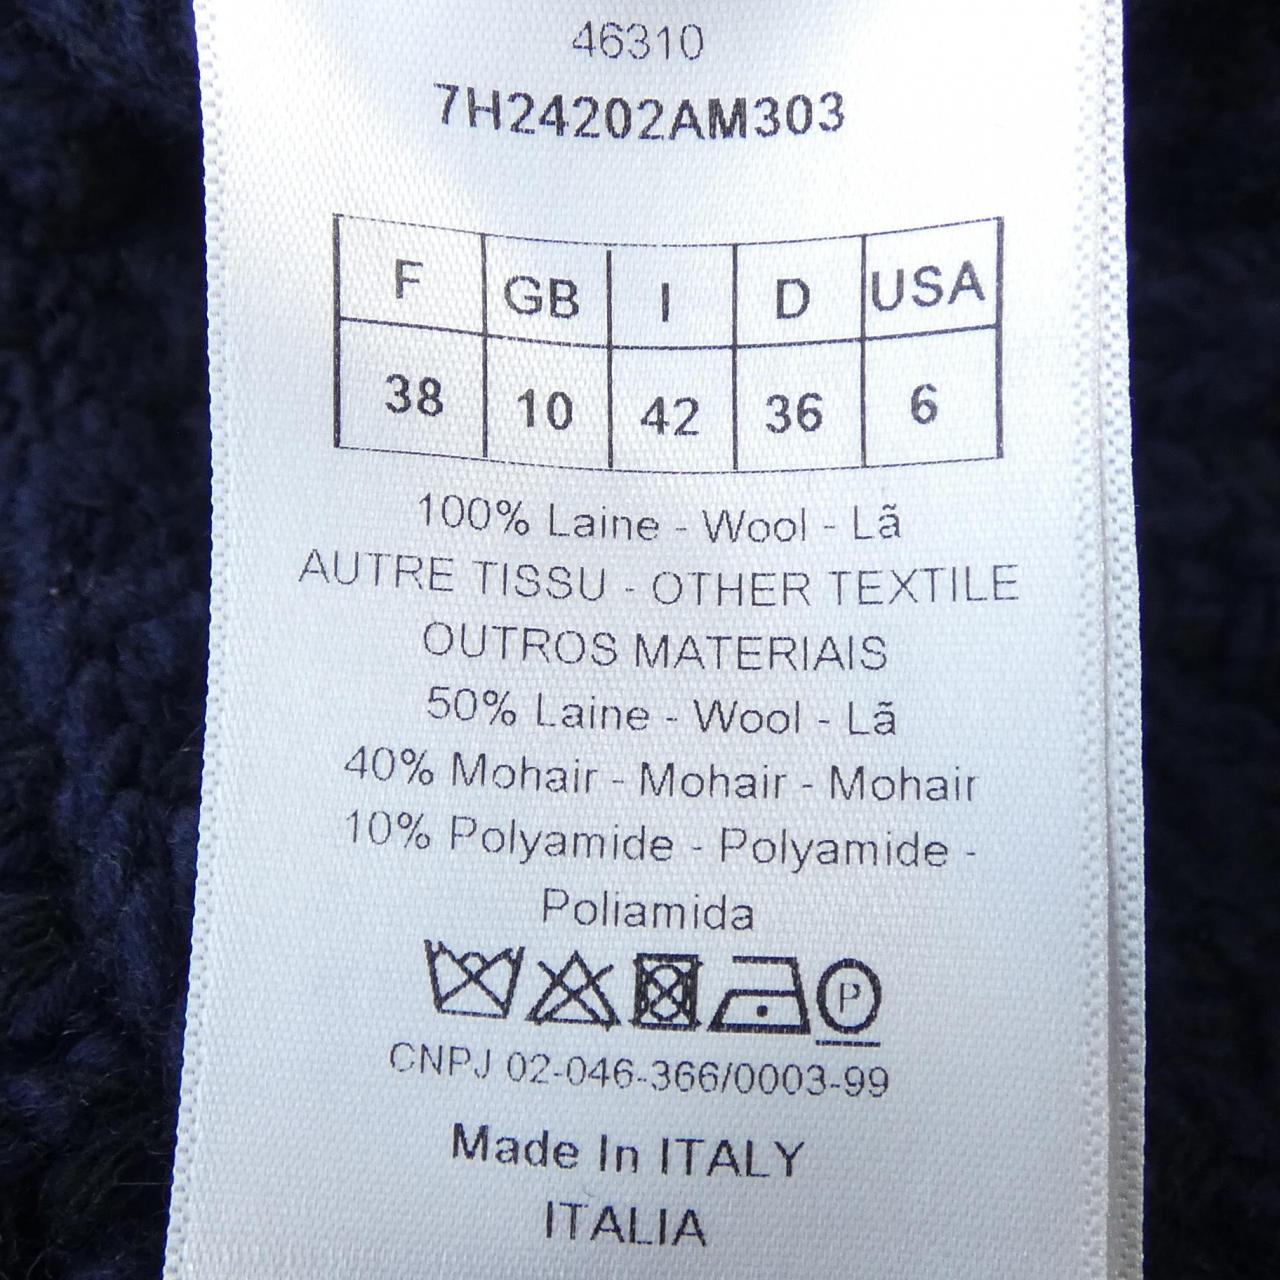 46310
7H24202AM303
F GB I D USA
38 10 42 36 6
100% Laine - Wool - Lã
AUTRE TISSU - OTHER TEXTILE
OUTROS MATERIAIS
50% Laine - Wool - Lã
40% Mohair - Mohair - Mohair
10% Polyamide - Polyamide -
Poliamida
P
CNPJ 02-046-366/0003-99
Made In ITALY
ITALIA